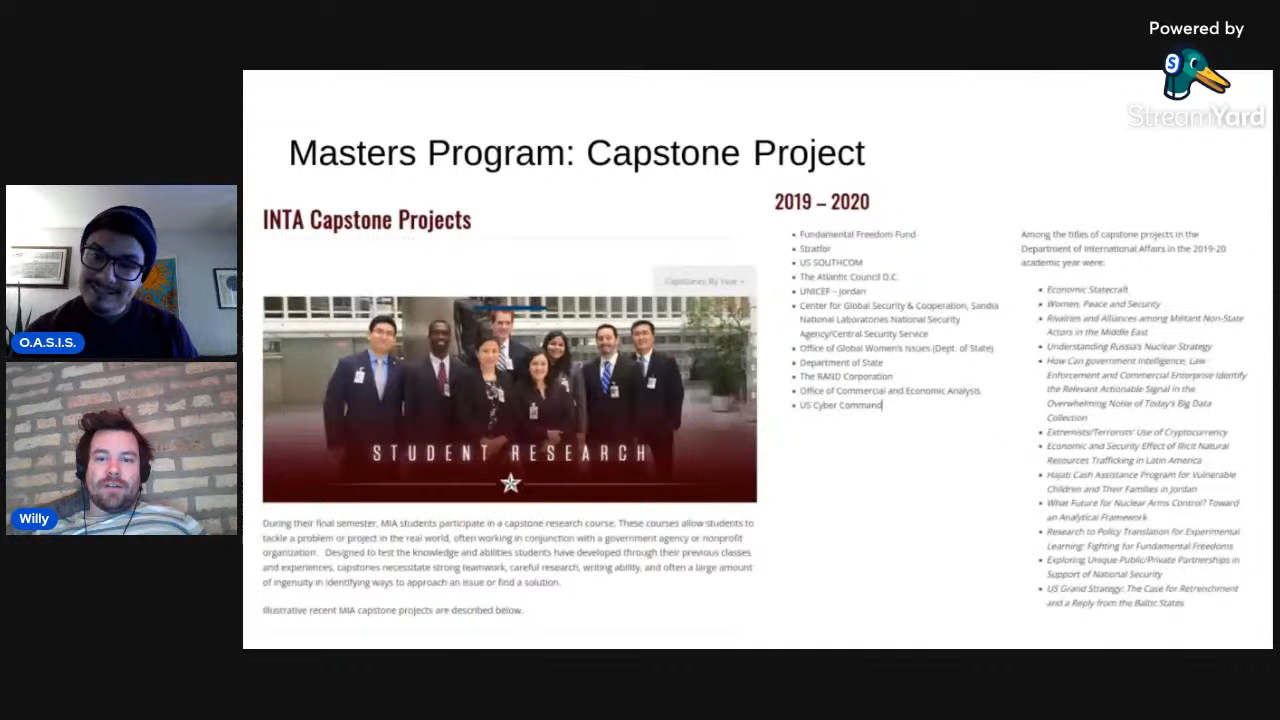 Powered by
StreamYard
Masters Program: Capstone Project
INTA Capstone Projects
Capstones By Year
STUDENT RESEARCH
During their final semester, MIA students participate in a capstone research course. These courses allow students to
tackle a problem or project in the real world, often working in conjunction with a government agency or nonprofit
organization. Designed to test the knowledge and abilities students have developed through their previous classes
and experiences, capstones necessitate strong teamwork, careful research, writing ability, and often a large amount
of ingenuity in identifying ways to approach an issue or find a solution.
Illustrative recent MIA capstone projects are described below.
2019 – 2020
Fundamental Freedom Fund
Stratfor
US SOUTHCOM
The Atlantic Council D.C.
UNICEF – Jordan
Center for Global Security & Cooperation, Sandia
National Laboratories National Security
Agency/Central Security Service
Office of Global Women's Issues (Dept. of State)
Department of State
The RAND Corporation
Office of Commercial and Economic Analysis
US Cyber Command
Among the titles of capstone projects in the
Department of International Affairs in the 2019-20
academic year were:
Economic Statecraft
Women, Peace and Security
Rivalries and Alliances among Militant Non-State
Actors in the Middle East
Understanding Russia's Nuclear Strategy
How Can government Intelligence, Law
Enforcement and Commercial Enterprise Identify
the Relevant Actionable Signal in the
Overwhelming Noise of Today's Big Data
Collection
Extremists/Terrorists' Use of Cryptocurrency
Economic and Security Effect of Illicit Natural
Resources Trafficking in Latin America
Hajati Cash Assistance Program for Vulnerable
Children and Their Families in Jordan
What Future for Nuclear Arms Control? Toward
an Analytical Framework
Research to Policy Translation for Experimental
Learning: Fighting for Fundamental Freedoms
Exploring Unique Public/Private Partnerships in
Support of National Security
US Grand Strategy: The Case for Retrenchment
and a Reply from the Baltic States
O.A.S.I.S.
Willy